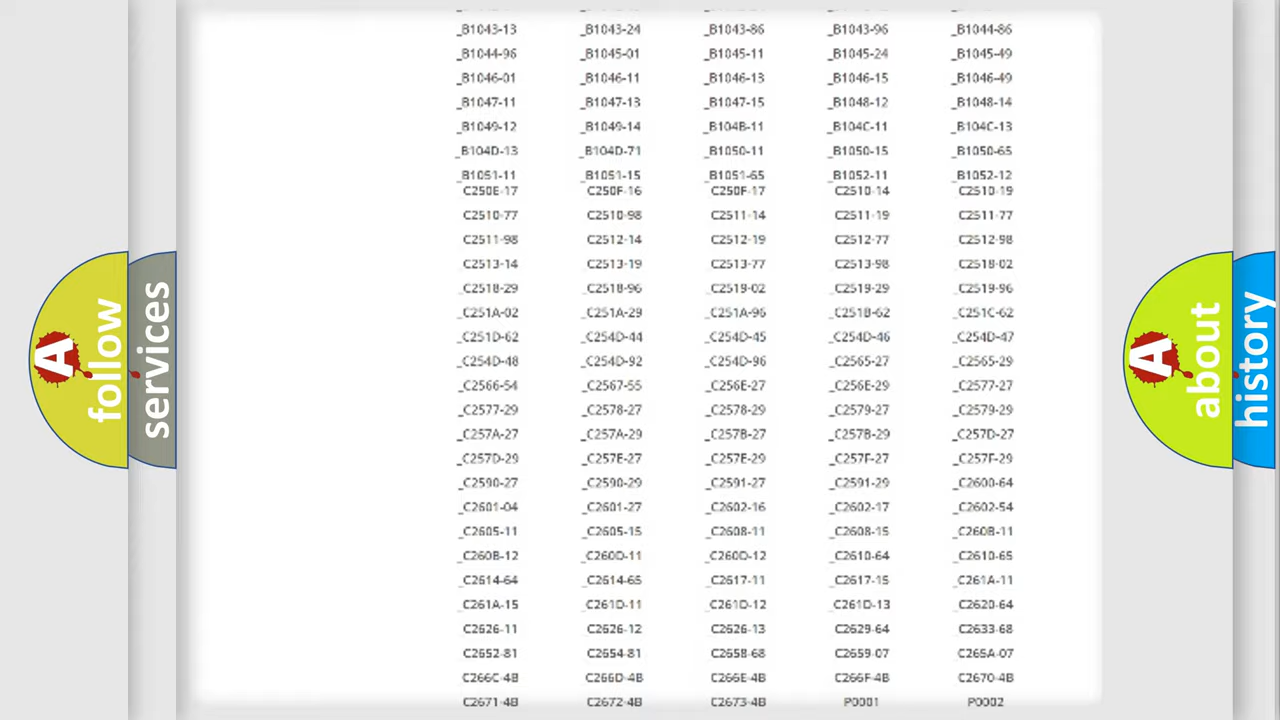 _B1043-13 _B1043-24 _B1043-86 _B1043-96 _B1044-86
_B1044-96 _B1045-01 _B1045-11 _B1045-24 _B1045-49
_B1046-01 _B1046-11 _B1046-13 _B1046-15 _B1046-49
_B1047-11 _B1047-13 _B1047-15 _B1048-12 _B1048-14
_B1049-12 _B1049-14 _B104B-11 _B104C-11 _B104C-13
_B104D-13 _B104D-71 _B1050-11 _B1050-15 _B1050-65
_B1051-11 _B1051-15 _B1051-65 _B1052-11 _B1052-12
C250E-17 C250F-16 C250F-17 C2510-14 C2510-19
C2510-77 C2510-98 C2511-14 C2511-19 C2511-77
C2511-98 C2512-14 C2512-19 C2512-77 C2512-98
C2513-14 C2513-19 C2513-77 C2513-98 C2518-02
_C2518-29 _C2518-96 _C2519-02 _C2519-29 _C2519-96
_C251A-02 _C251A-29 _C251A-96 _C251B-62 _C251C-62
_C251D-62 _C254D-44 _C254D-45 _C254D-46 _C254D-47
_C254D-48 _C254D-92 _C254D-96 _C2565-27 _C2565-29
_C2566-54 _C2567-55 _C256E-27 _C256E-29 _C2577-27
_C2577-29 _C2578-27 _C2578-29 _C2579-27 _C2579-29
_C257A-27 _C257A-29 _C257B-27 _C257B-29 _C257D-27
_C257D-29 _C257E-27 _C257E-29 _C257F-27 _C257F-29
_C2590-27 _C2590-29 _C2591-27 _C2591-29 _C2600-64
_C2601-04 _C2601-27 _C2602-16 _C2602-17 _C2602-54
_C2605-11 _C2605-15 _C2608-11 _C2608-15 _C260B-11
_C260B-12 _C260D-11 _C260D-12 _C2610-64 _C2610-65
_C2614-64 _C2614-65 _C2617-11 _C2617-15 _C261A-11
_C261A-15 _C261D-11 _C261D-12 _C261D-13 _C2620-64
C2626-11 C2626-12 C2626-13 C2629-64 C2633-68
C2652-81 C2654-81 C2658-68 C2659-07 C265A-07
C266C-4B C266D-4B C266E-4B C266F-4B C2670-4B
C2671-4B C2672-4B C2673-4B P0001 P0002
A follow
services
A about
history